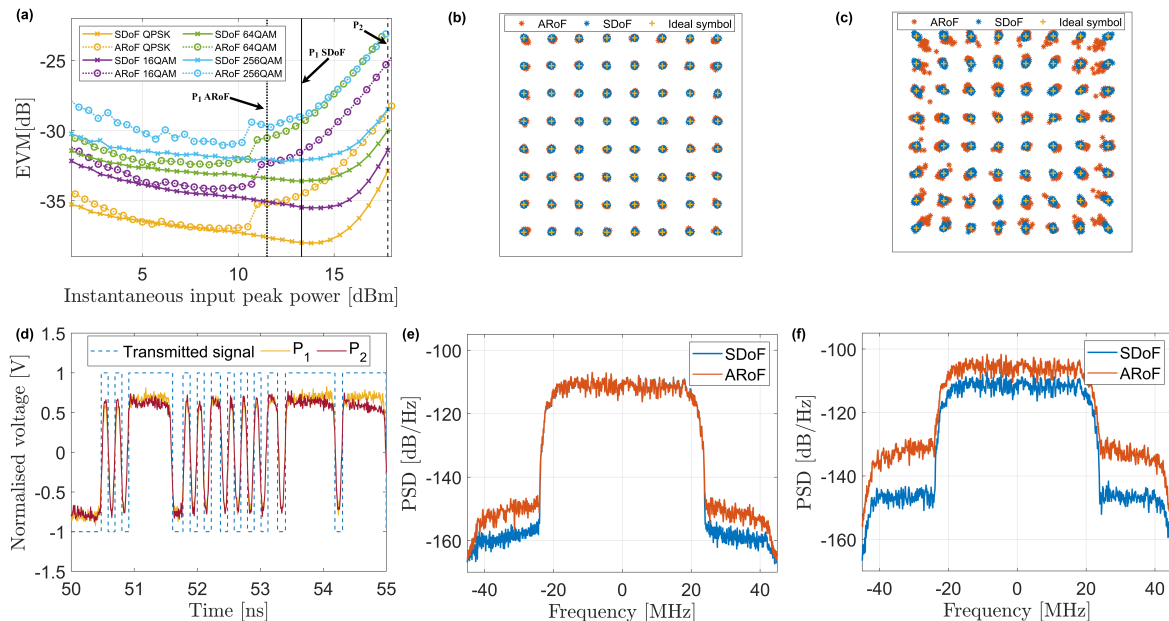 (a)
P₂
SDoF QPSK
SDoF 64QAM
ARoF QPSK
ARoF 64QAM
SDoF 16QAM
SDoF 256QAM
ARoF 16QAM
ARoF 256QAM
P₁ SDoF
P₁ ARoF
-25
-30
-35
EVM[dB]
5
10
15
Instantaneous input peak power [dBm]
(b)
ARoF
SDoF
Ideal symbol
(c)
ARoF
SDoF
Ideal symbol
(d)
Transmitted signal
P₁
P₂
1.5
1
0.5
0
-0.5
-1
-1.5
Normalised voltage [V]
50
51
52
53
54
55
Time [ns]
(e)
SDoF
ARoF
-100
-120
-140
-160
PSD [dB/Hz]
-40
-20
0
20
40
Frequency [MHz]
(f)
SDoF
ARoF
-100
-120
-140
-160
PSD [dB/Hz]
-40
-20
0
20
40
Frequency [MHz]